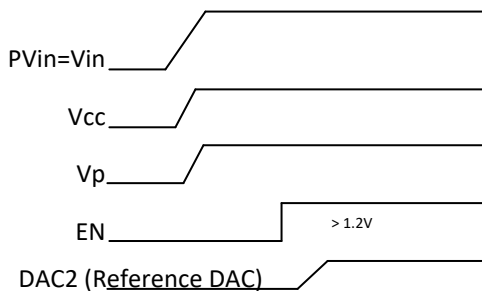 PVin=Vin
Vcc
Vp
EN
> 1.2V
DAC2 (Reference DAC)